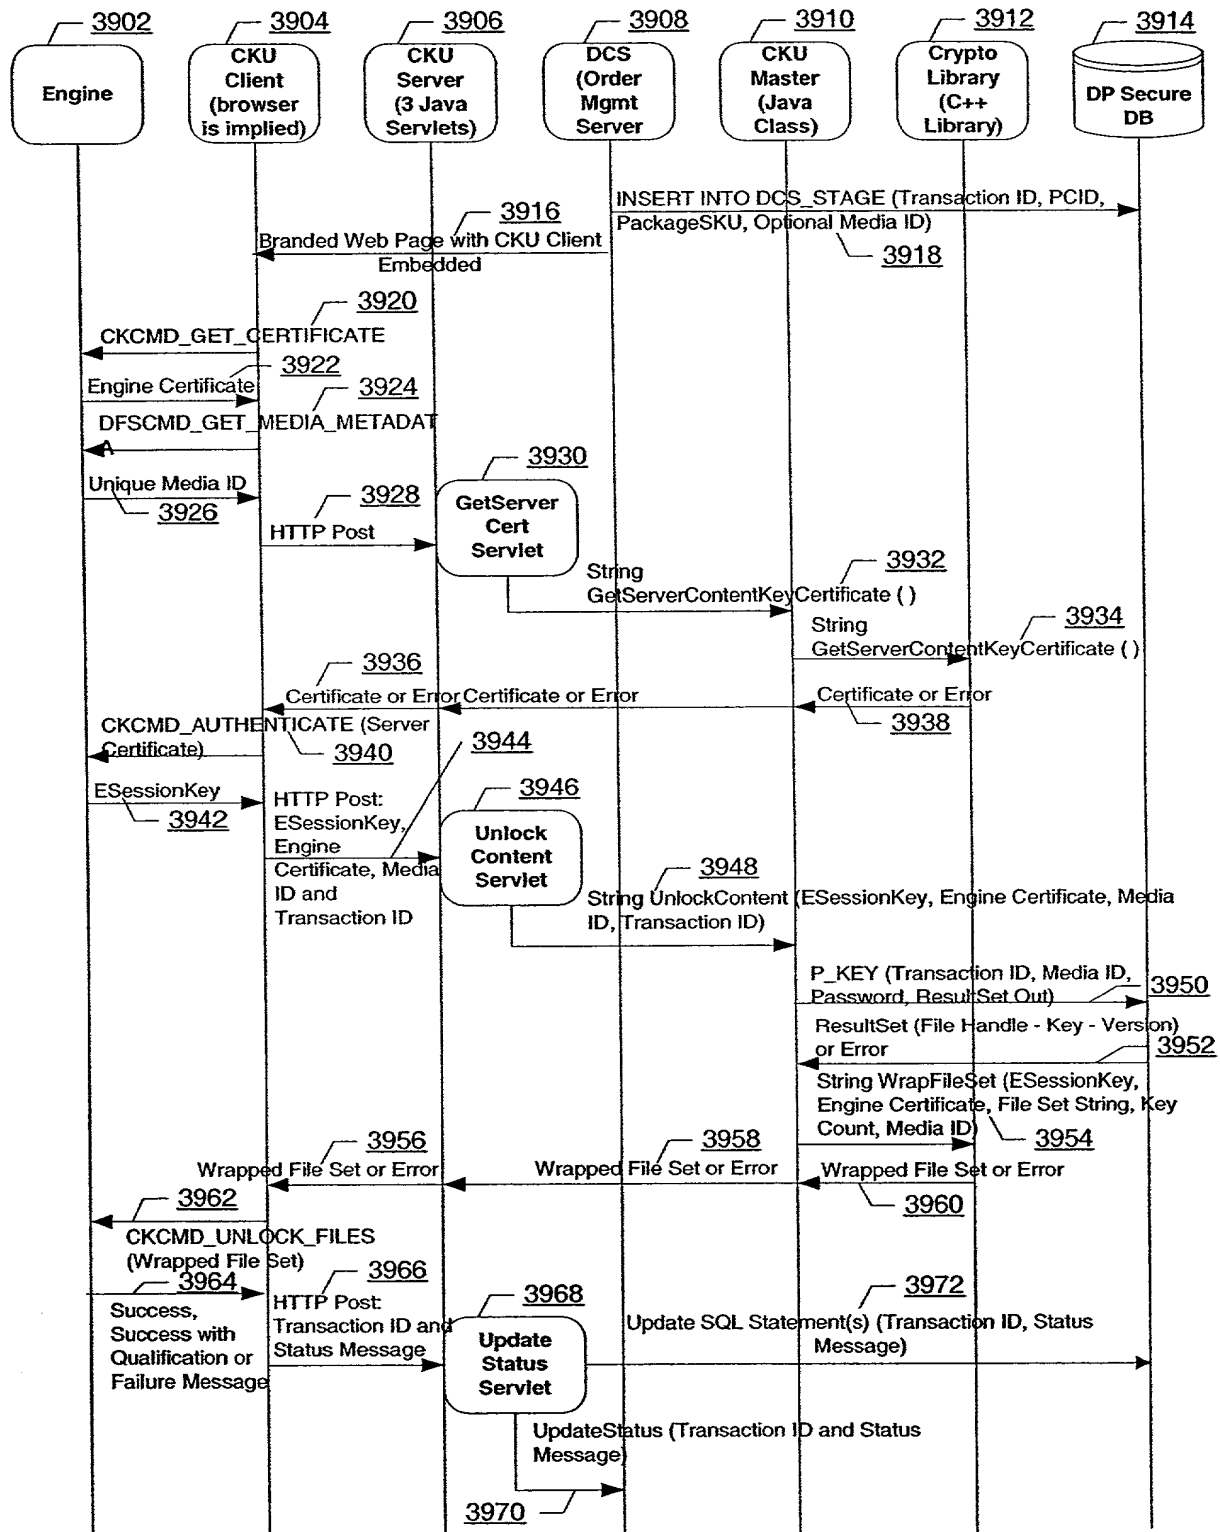 3902
3904
3906
3908
3910
3912
3914
Engine
CKU
Client
(browser
is implied)
CKU
Server
(3 Java
Servlets)
DCS
(Order
Mgmt
Server
CKU
Master
(Java
Class)
Crypto
Library
(C++
Library)
DP Secure
DB
INSERT INTO DCS_STAGE (Transaction ID, PCID,
PackageSKU, Optional Media ID)
3918
3916
Branded Web Page with CKU Client
Embedded
3920
CKCMD_GET_CERTIFICATE
3922
Engine Certificate
3924
DFSCMD_GET_MEDIA_METADAT
A
Unique Media ID
3926
3928
HTTP Post
3930
GetServer
Cert
Servlet
3932
String
GetServerContentKeyCertificate ( )
3934
String
GetServerContentKeyCertificate ( )
3936
Certificate or Error
Certificate or Error
Certificate or Error
3938
CKCMD_AUTHENTICATE (Server
Certificate)
3940
3944
ESessionKey
3942
HTTP Post:
ESessionKey,
Engine
Certificate, Media
ID and
Transaction ID
3946
Unlock
Content
Servlet
3948
String UnlockContent (ESessionKey, Engine Certificate, Media
ID, Transaction ID)
P_KEY (Transaction ID, Media ID,
Password, ResultSet Out)
3950
ResultSet (File Handle - Key - Version)
or Error
3952
String WrapFileSet (ESessionKey,
Engine Certificate, File Set String, Key
Count, Media ID)
3954
3956
Wrapped File Set or Error
3958
Wrapped File Set or Error
Wrapped File Set or Error
3960
3962
CKCMD_UNLOCK_FILES
(Wrapped File Set)
3964
Success,
Success with
Qualification or
Failure Message
3966
HTTP Post:
Transaction ID and
Status Message
3968
Update
Status
Servlet
3972
Update SQL Statement(s) (Transaction ID, Status
Message)
UpdateStatus (Transaction ID and Status
Message)
3970